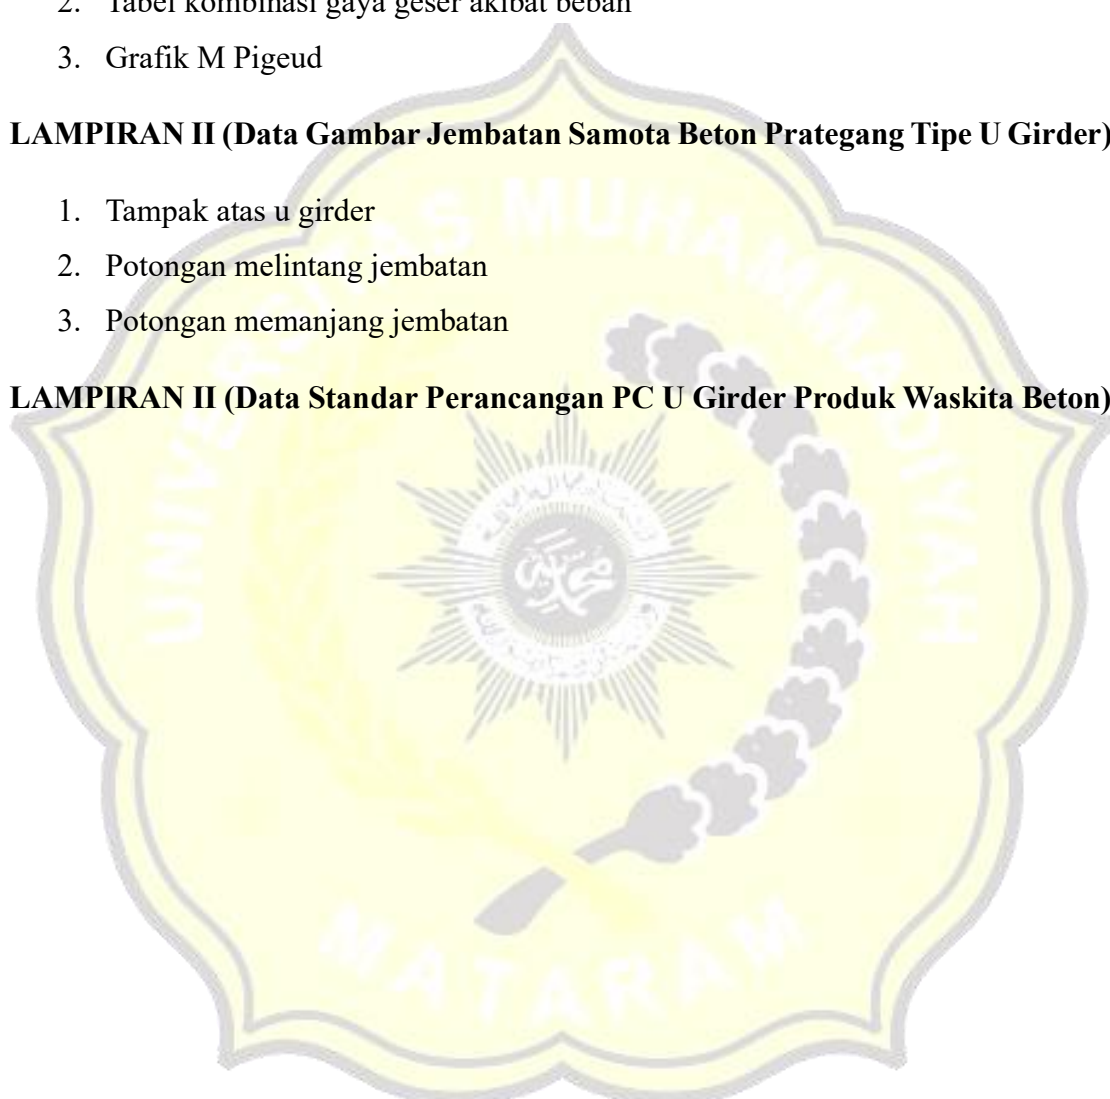 2. Tabel kombinasi gaya geser akibat beban
3. Grafik M Pigeud
LAMPIRAN II (Data Gambar Jembatan Samota Beton Prategang Tipe U Girder)
1. Tampak atas u girder
2. Potongan melintang jembatan
3. Potongan memanjang jembatan
LAMPIRAN II (Data Standar Perancangan PC U Girder Produk Waskita Beton)
UNIVERSITAS MUHAMMADIYAH
MATARAM